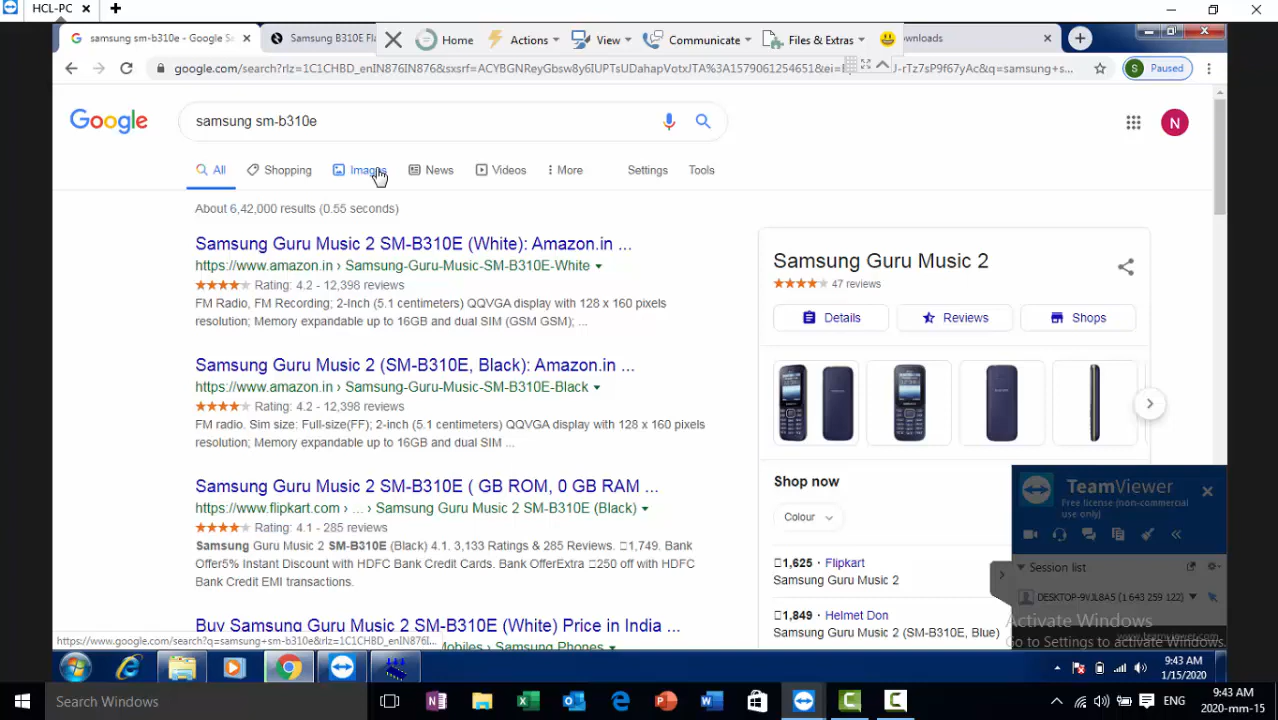 HCL-PC
samsung sm-b310e - Google Se
Samsung B310E Fl
Home
View
Communicate
Files & Extras
ownloads
google.com/search?rlz=1C1CHBD_enIN876IN876&sxsrf=
Paused
Google
samsung sm-b310e
N
All
Shopping
Images
News
Videos
More
Settings
Tools
About 6,42,000 results (0.55 seconds)
Samsung Guru Music 2 SM-B310E (White): Amazon.in ...
https://www.amazon.in › Samsung-Guru-Music-SM-B310E-White
Rating: 4.2 - 12,398 reviews
FM Radio, FM Recording; 2-Inch (5.1 centimeters) QQVGA display with 128 x 160 pixels
resolution; Memory expandable up to 16GB and dual SIM (GSM GSM); ...
Samsung Guru Music 2 (SM-B310E, Black): Amazon.in ...
https://www.amazon.in › Samsung-Guru-Music-SM-B310E-Black
Rating: 4.2 - 12,398 reviews
FM radio. Sim size: Full-size(FF); 2-inch (5.1 centimeters) QQVGA display with 128 x 160 pixels
resolution; Memory expandable up to 16GB and dual SIM ...
Samsung Guru Music 2 SM-B310E ( GB ROM, 0 GB RAM ...
https://www.flipkart.com › ... › Samsung Guru Music 2 SM-B310E (Black)
Rating: 4.1 - 285 reviews
Samsung Guru Music 2 SM-B310E (Black) 4.1. 3,133 Ratings & 285 Reviews. 1,749. Bank
Offer5% Instant Discount with HDFC Bank Credit Cards. Bank OfferExtra 250 off with HDFC
Bank Credit EMI transactions.
Buy Samsung Guru Music 2 SM-B310E (White) Price in India ...
Mobiles › Samsung Phones
https://www.google.com/search?q=samsung+sm-b310e&rlz=1C1CHBD_enIN876IN876...
Samsung Guru Music 2
47 reviews
Details
Reviews
Shops
Shop now
Colour
1,625 · Flipkart
Samsung Guru Music 2
1,849 · Helmet Don
Samsung Guru Music 2 (SM-B310E, Blue)
TeamViewer
Free license (non-commercial
use only)
Session list
DESKTOP-9VJL8A5 (1 643 259 122)
www.teamviewer.com
Activate Windows
Go to Settings to activate Windows.
9:43 AM
1/15/2020
Search Windows
ENG
9:43 AM
2020-mm-15